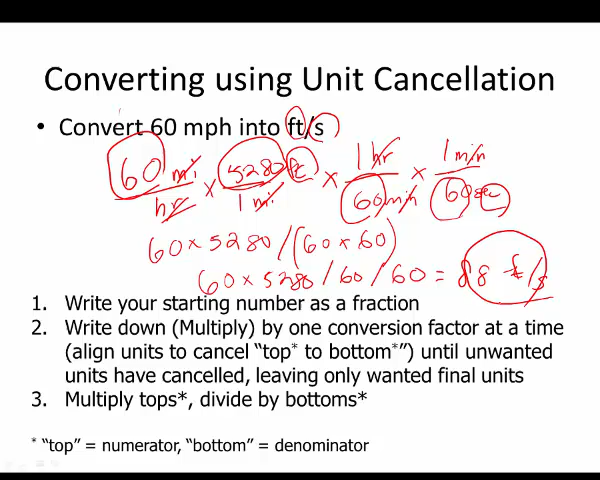 Converting using Unit Cancellation
• Convert 60 mph into ft/s
60 mi/hr × 5280 ft/1 mi × 1 hr/60 min × 1 min/60 sec
60 × 5280 / (60 × 60)
60 × 5280 / 60 / 60 = 88 ft/s
1. Write your starting number as a fraction
2. Write down (Multiply) by one conversion factor at a time
(align units to cancel “top* to bottom*”) until unwanted
units have cancelled, leaving only wanted final units
3. Multiply tops*, divide by bottoms*
* “top” = numerator, “bottom” = denominator